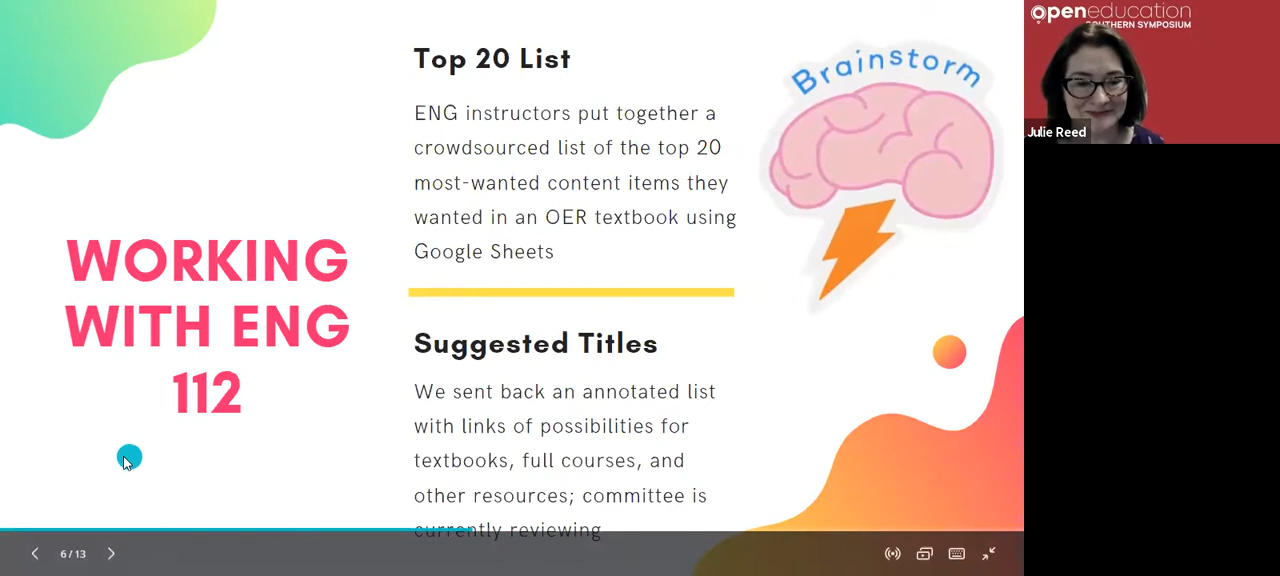 WORKING
WITH ENG
112
Top 20 List
ENG instructors put together a
crowdsourced list of the top 20
most-wanted content items they
wanted in an OER textbook using
Google Sheets
Suggested Titles
We sent back an annotated list
with links of possibilities for
textbooks, full courses, and
other resources; committee is
currently reviewing
Brainstorm
6 / 13
openeducation
SOUTHERN SYMPOSIUM
Julie Reed